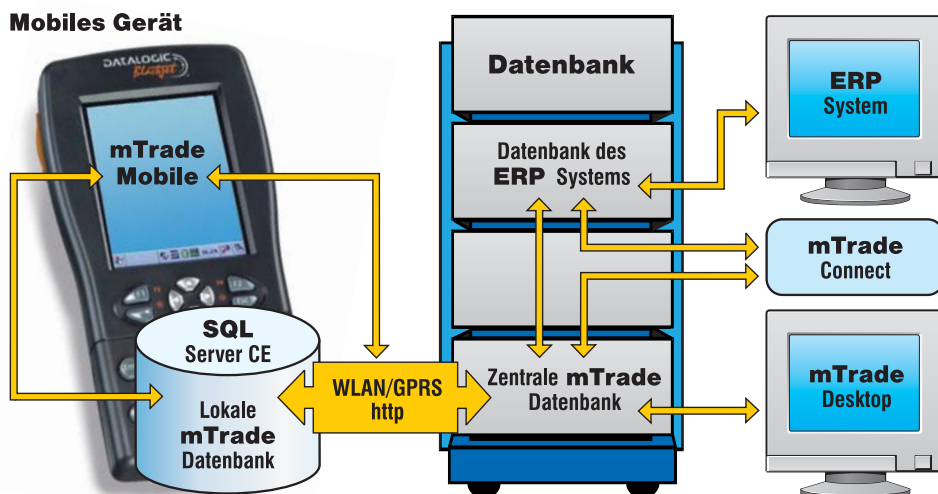 Mobiles Gerät
DATALOGIC
mTrade
Mobile
SQL
Server CE
Lokale
mTrade
Datenbank
WLAN/GPRS
http
Datenbank
Datenbank des
ERP Systems
Zentrale mTrade
Datenbank
ERP
System
mTrade
Connect
mTrade
Desktop